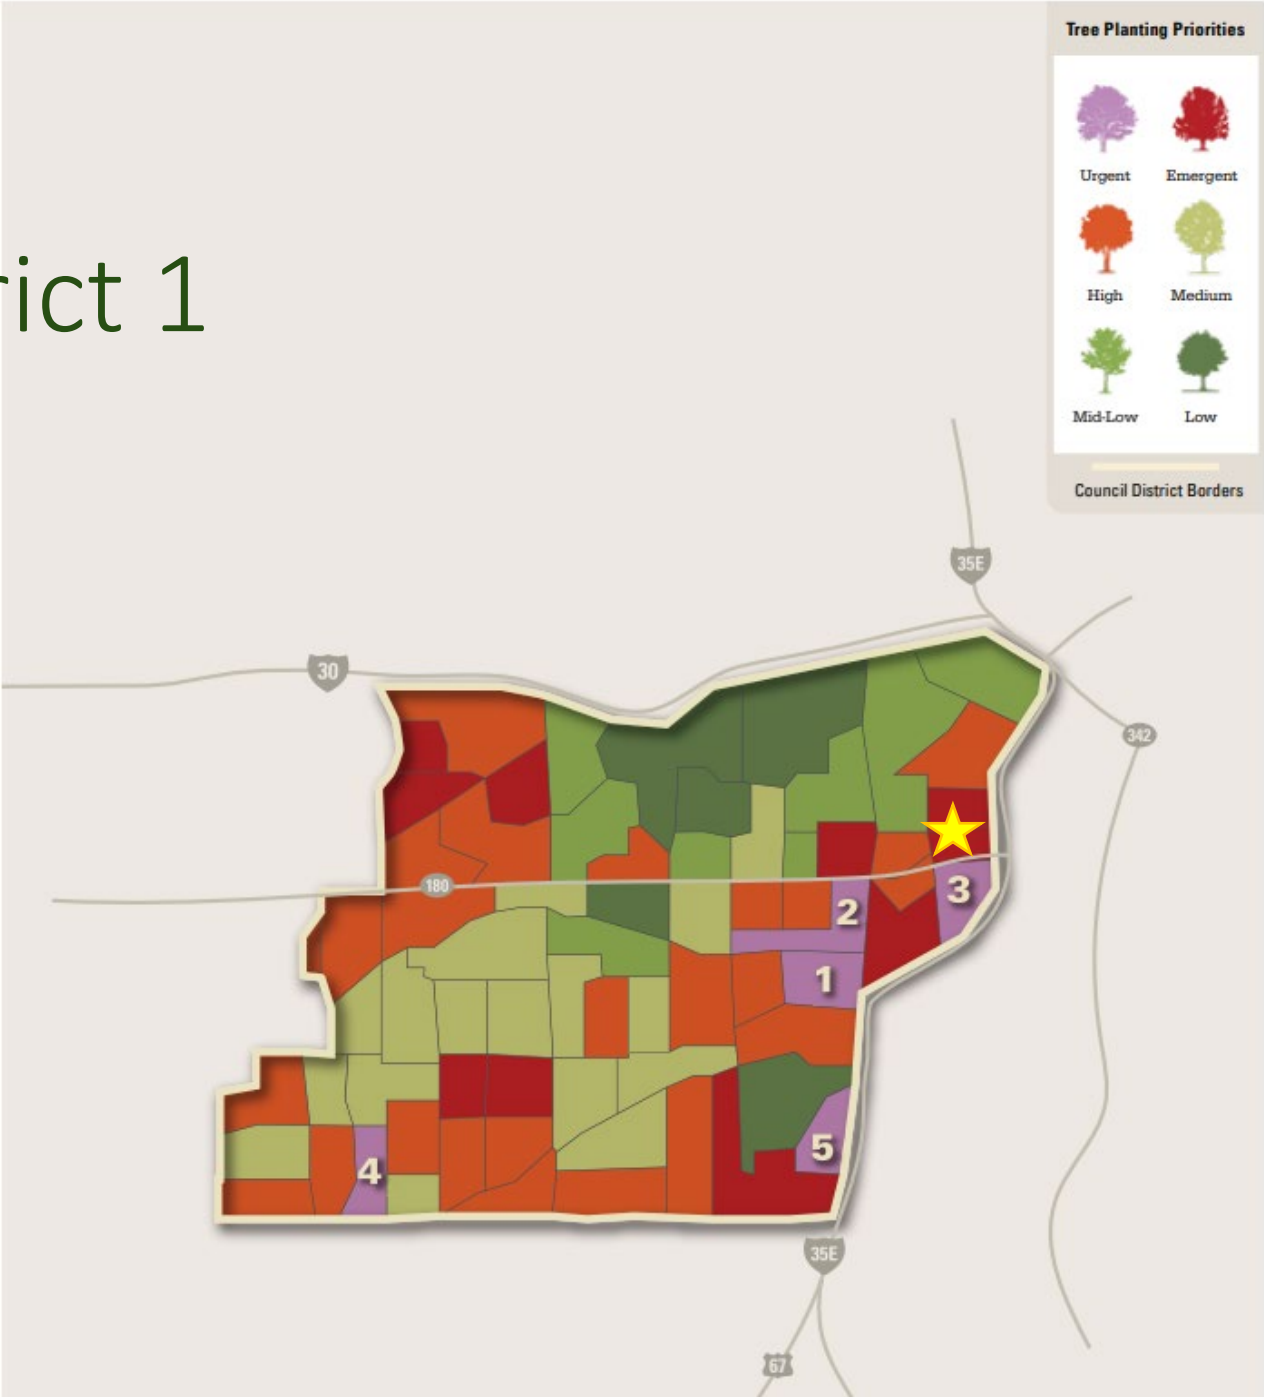 Tree Planting Priorities
Urgent Emergent
High Medium
Mid-Low Low
Council District Borders
rict 1
35E
30
342
180
3
2
1
5
4
35E
67